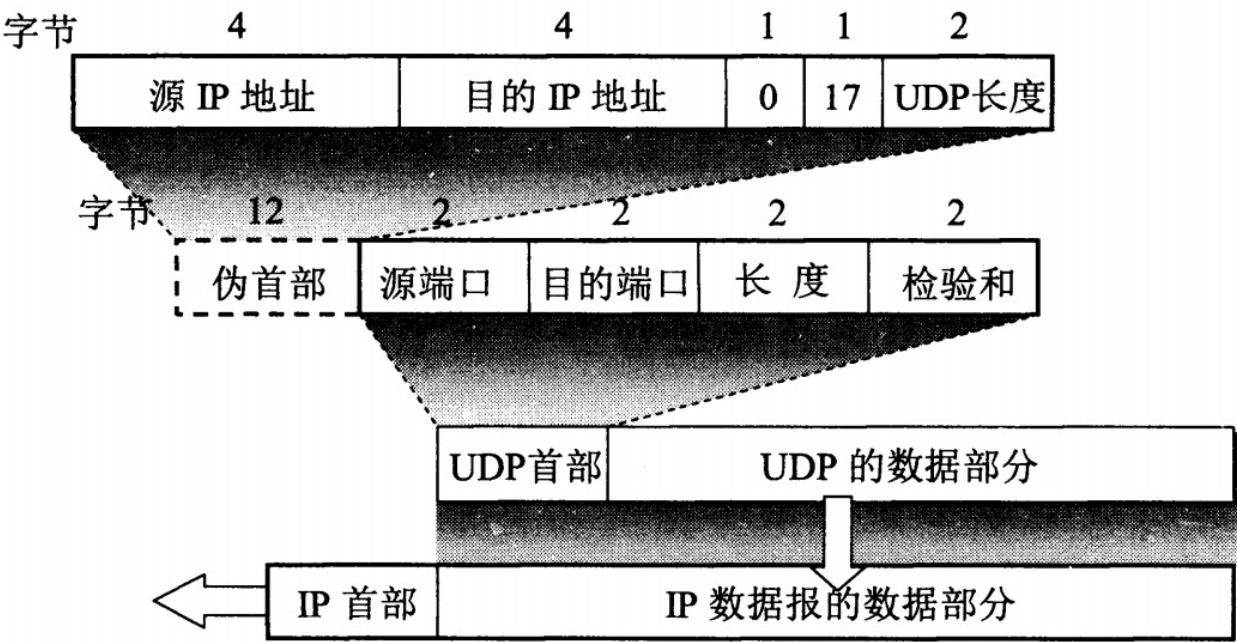 字节 4 4 1 1 2
源 IP 地址 目的 IP 地址 0 17 UDP长度
字节 12 2 2 2 2
伪首部 源端口 目的端口 长 度 检验和
UDP首部 UDP 的数据部分
IP 首部 IP 数据报的数据部分